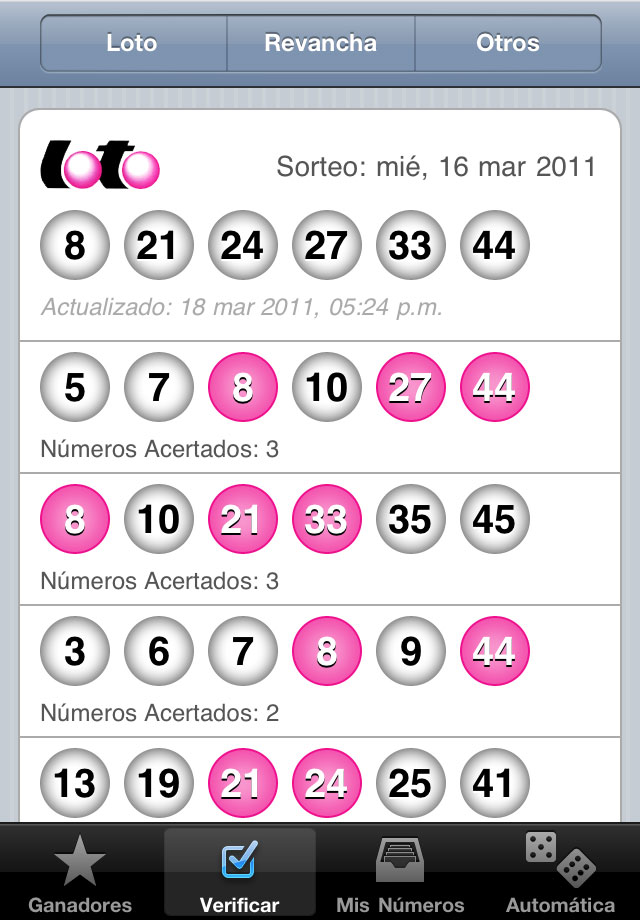 Loto Revancha Otros
loto Sorteo: mié, 16 mar 2011
8 21 24 27 33 44
Actualizado: 18 mar 2011, 05:24 p.m.
5 7 8 10 27 44
Números Acertados: 3
8 10 21 33 35 45
Números Acertados: 3
3 6 7 8 9 44
Números Acertados: 2
13 19 21 24 25 41
Ganadores Verificar Mis Números Automática